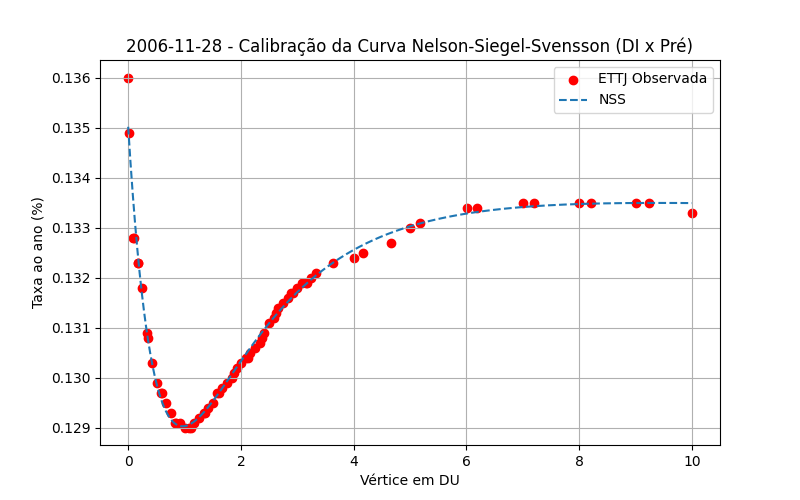 2006-11-28 - Calibração da Curva Nelson-Siegel-Svensson (DI x Pré)
ETTJ Observada
NSS
Taxa ao ano (%)
0.136
0.135
0.134
0.133
0.132
0.131
0.130
0.129
0 2 4 6 8 10
Vértice em DU